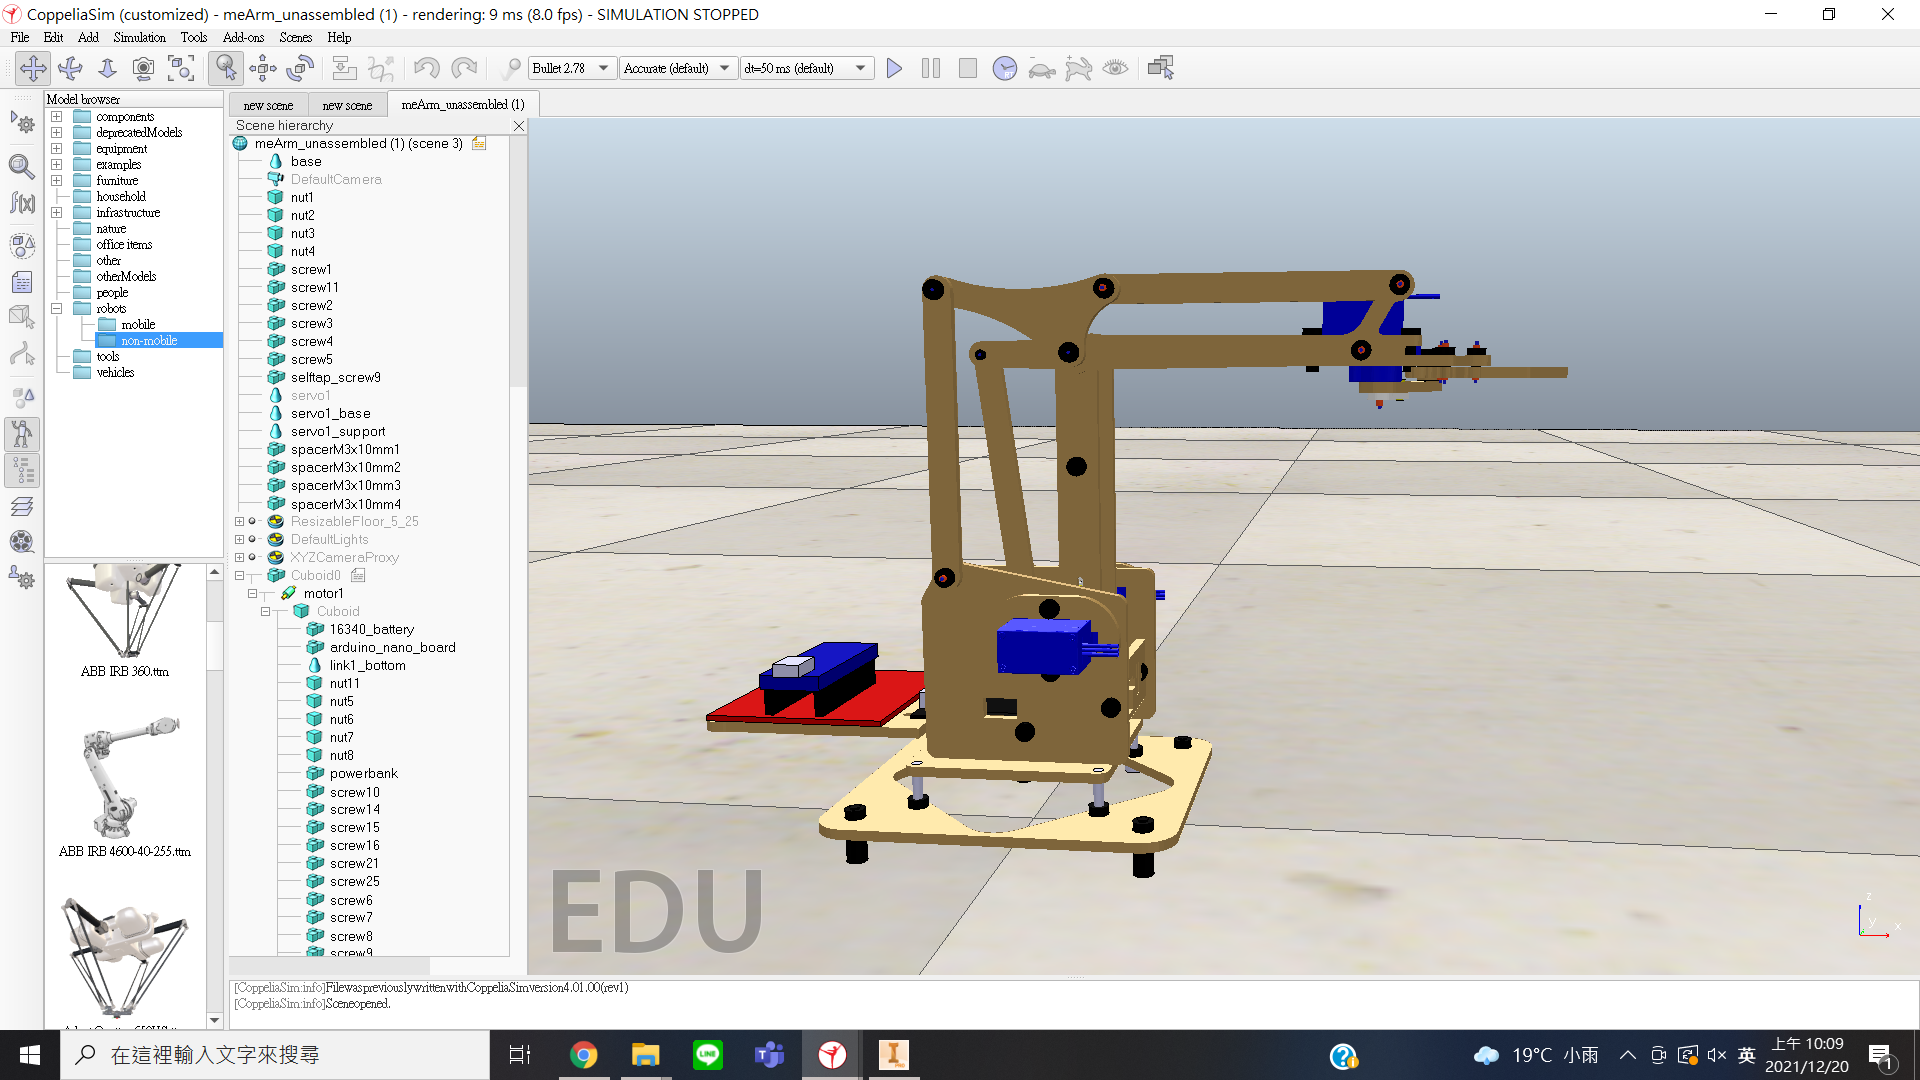 CoppeliaSim (customized) - meArm_unassembled (1) - rendering: 9 ms (8.0 fps) - SIMULATION STOPPED
File Edit Add Simulation Tools Add-ons Scenes Help
Bullet 2.78 Accurate (default) dt=50 ms (default)
RT
f(x)
Model browser
components
deprecatedModels
equipment
examples
furniture
household
infrastructure
nature
office items
other
otherModels
people
robots
mobile
non-mobile
tools
vehicles
ABB IRB 360.ttm
ABB IRB 4600-40-255.ttm
new scene new scene meArm_unassembled (1)
Scene hierarchy
meArm_unassembled (1) (scene 3)
base
DefaultCamera
nut1
nut2
nut3
nut4
screw1
screw11
screw2
screw3
screw4
screw5
selftap_screw9
servo1
servo1_base
servo1_support
spacerM3x10mm1
spacerM3x10mm2
spacerM3x10mm3
spacerM3x10mm4
ResizableFloor_5_25
DefaultLights
XYZCameraProxy
Cuboid0
motor1
Cuboid
16340_battery
arduino_nano_board
link1_bottom
nut11
nut5
nut6
nut7
nut8
powerbank
screw10
screw14
screw15
screw16
screw21
screw25
screw6
screw7
screw8
screw9
EDU
z
y
x
[CoppeliaSim:info]FilewaspreviouslywrittenwithCoppeliaSimversion4.01.00(rev1)
[CoppeliaSim:info]Sceneopened.
在這裡輸入文字來搜尋
LINE
19°C 小雨
英
上午 10:09
2021/12/20
1